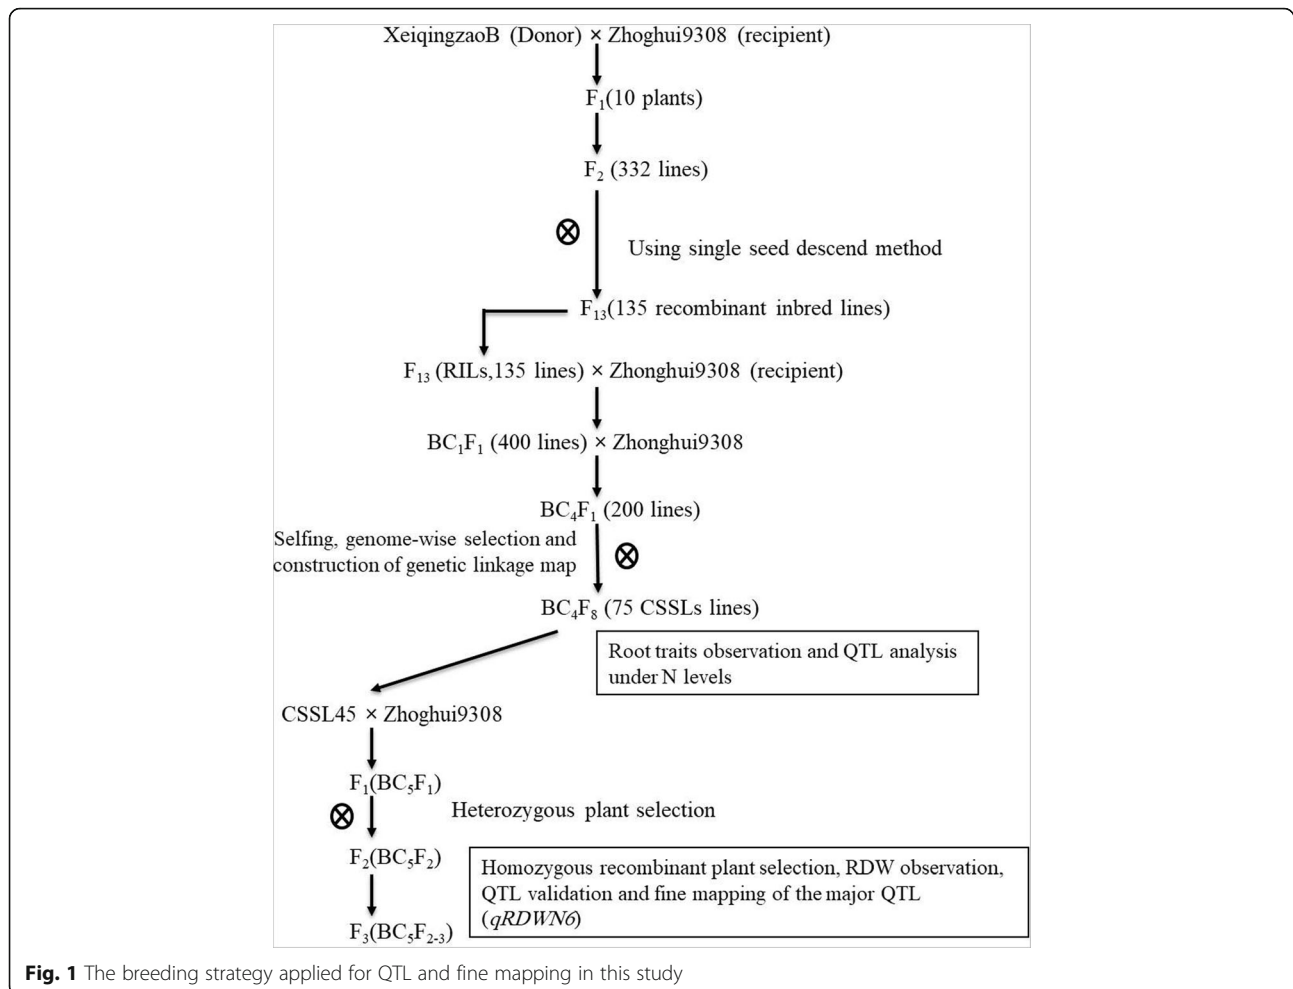 XeiqingzaoB (Donor) × Zhoghui9308 (recipient)
F₁(10 plants)
F₂ (332 lines)
Using single seed descend method
F₁₃(135 recombinant inbred lines)
F₁₃ (RILs,135 lines) × Zhonghui9308 (recipient)
BC₁F₁ (400 lines) × Zhonghui9308
BC₄F₁ (200 lines)
Selfing, genome-wise selection and
construction of genetic linkage map
BC₄F₈ (75 CSSLs lines)
Root traits observation and QTL analysis
under N levels
CSSL45 × Zhoghui9308
F₁(BC₅F₁)
Heterozygous plant selection
F₂(BC₅F₂)
Homozygous recombinant plant selection, RDW observation,
QTL validation and fine mapping of the major QTL
(qRDWN6)
F₃(BC₅F₂₋₃)
Fig. 1 The breeding strategy applied for QTL and fine mapping in this study